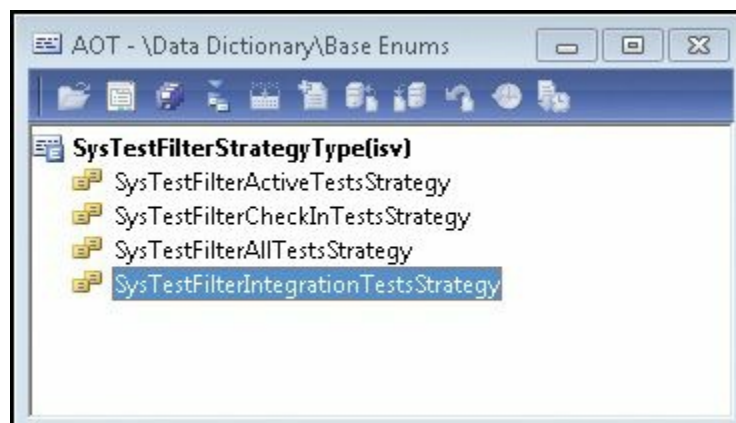 AOT - \Data Dictionary\Base Enums
SysTestFilterStrategyType(isv)
SysTestFilterActiveTestsStrategy
SysTestFilterCheckInTestsStrategy
SysTestFilterAllTestsStrategy
SysTestFilterIntegrationTestsStrategy